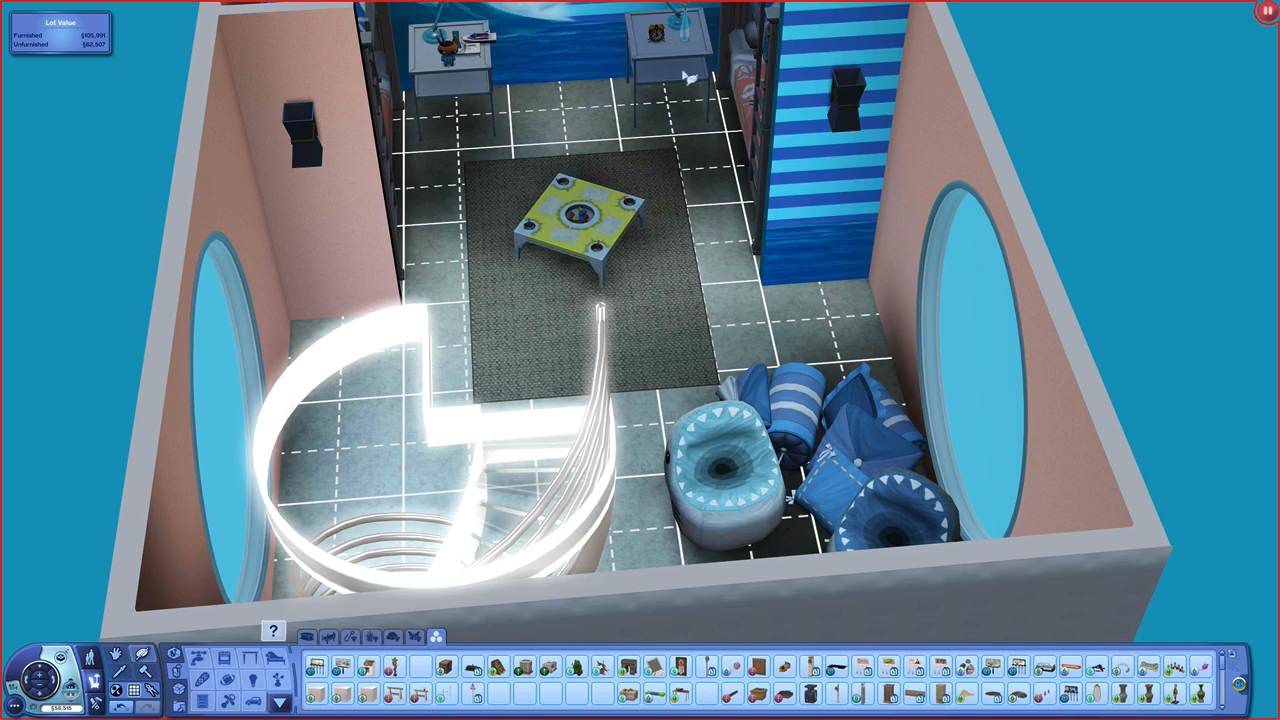 Lot Value
Furnished §105,991
Unfurnished §62,507
?
§56,515